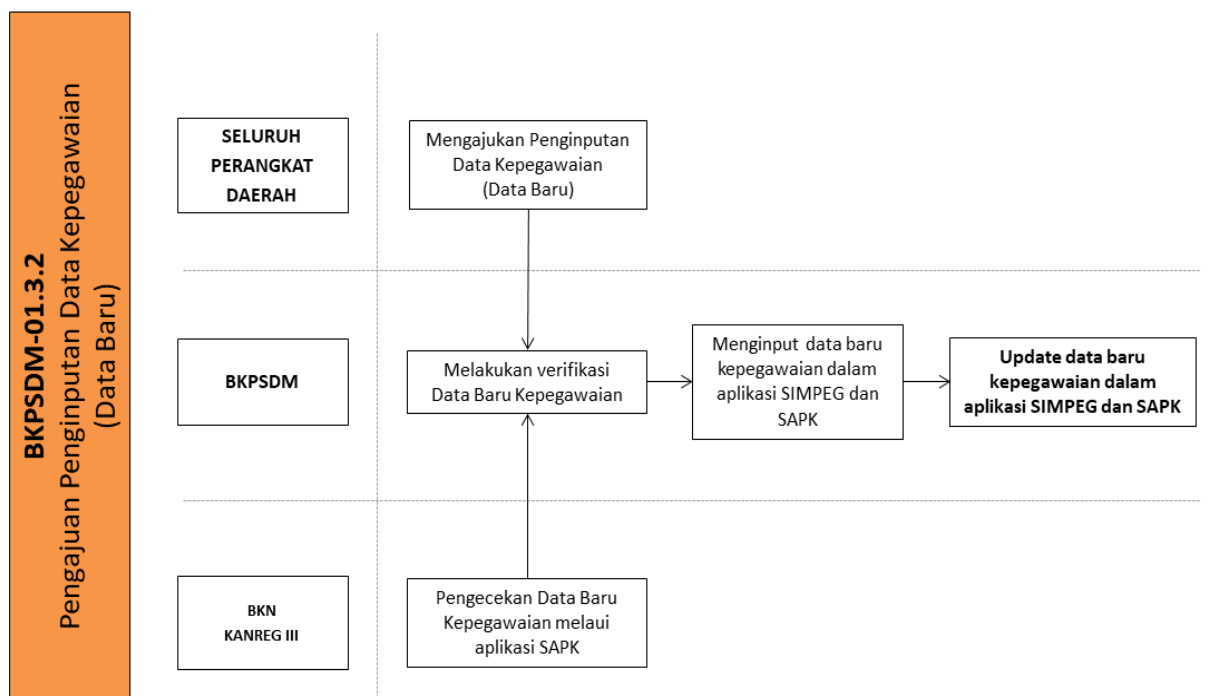 BKPSDM-01.3.2
Pengajuan Penginputan Data Kepegawaian
(Data Baru)
SELURUH
PERANGKAT
DAERAH
Mengajukan Penginputan
Data Kepegawaian
(Data Baru)
BKPSDM
Melakukan verifikasi
Data Baru Kepegawaian
Menginput data baru
kepegawaian dalam
aplikasi SIMPEG dan
SAPK
Update data baru
kepegawaian dalam
aplikasi SIMPEG dan SAPK
BKN
KANREG III
Pengecekan Data Baru
Kepegawaian melaui
aplikasi SAPK